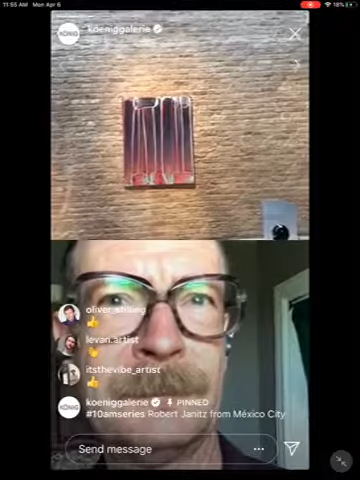 11:55 AM Mon Apr 6
18%
KÖNIG
koeniggalerie
oliver_shilling
levan.artist
itsthevibe_artist
KÖNIG
koeniggalerie PINNED
#10amseries Robert Janitz from México City
Send message